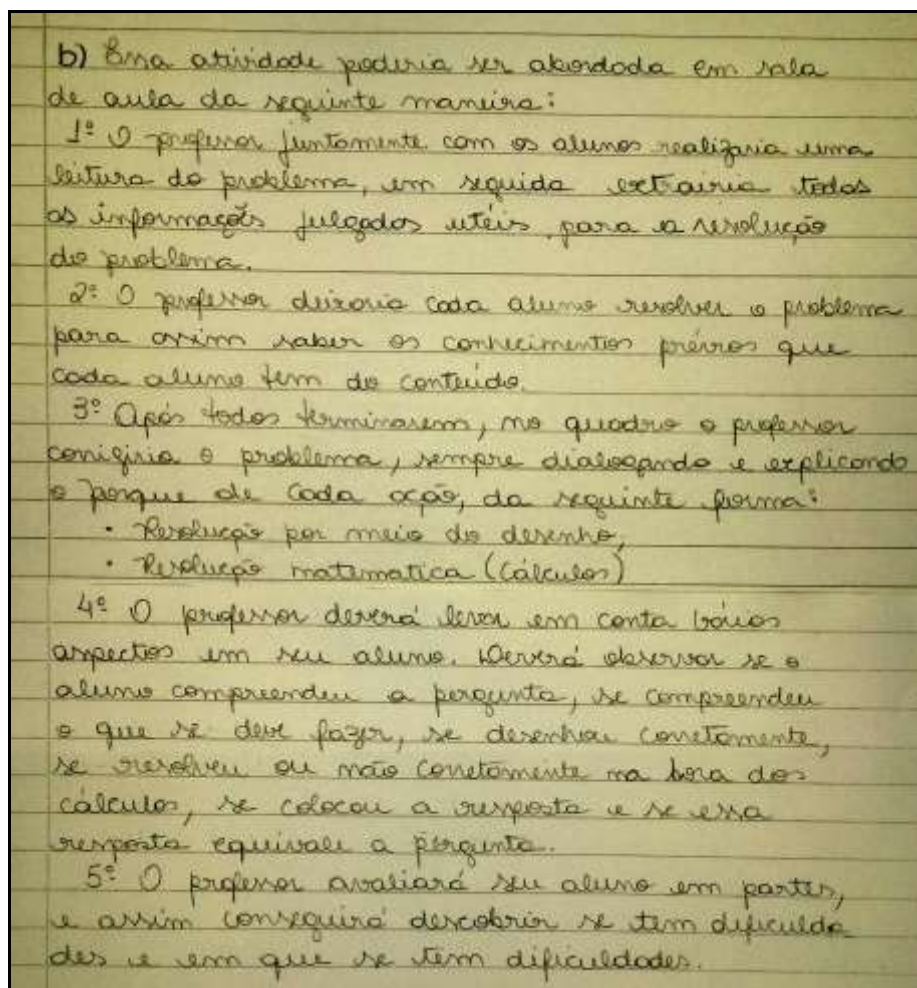 b) Essa atividade poderia ser abordada em sala
de aula da seguinte maneira:
1º O professor juntamente com os alunos realizaria uma
leitura do problema, em seguida extrairia todos
as informações julgados utéis para a resolução
do problema.
2º O professor deixaria cada aluno resolver o problema
para assim saber os conhecimentos prévios que
cada aluno tem do conteúdo.
3º Após todos terminarem, no quadro o professor
corrigiria o problema, sempre dialogando e explicando
o porque de cada ação, da seguinte forma:
• Resolução por meio do desenho,
• Resolução matematica (Cálculos)
4º O professor deverá levar em conta vários
aspectos em seu aluno. Deverá observar se o
aluno compreendeu a pergunta, se compreendeu
o que se deve fazer, se desenhou corretamente,
se resolveu ou não corretamente na hora dos
cálculos, se colocou a resposta e se essa
resposta equivale a pergunta.
5º O professor avaliará seu aluno em partes,
e assim conseguirá descobrir se tem dificulda
des e em que se tem dificuldades.